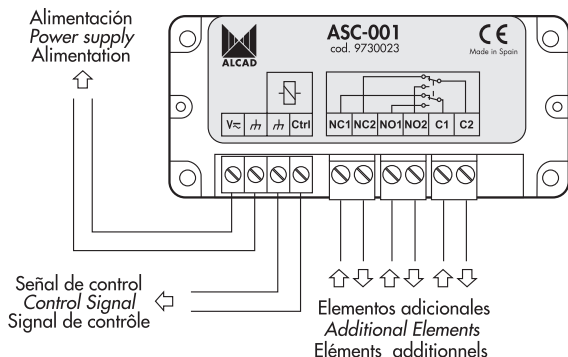 Alimentación
Power supply
Alimentation
ALCAD
ASC-001
cod. 9730023
CE
Made in Spain
V Ctrl
NC1 NC2 NO1 NO2 C1 C2
Señal de control
Control Signal
Signal de contrôle
Elementos adicionales
Additional Elements
Eléments additionnels